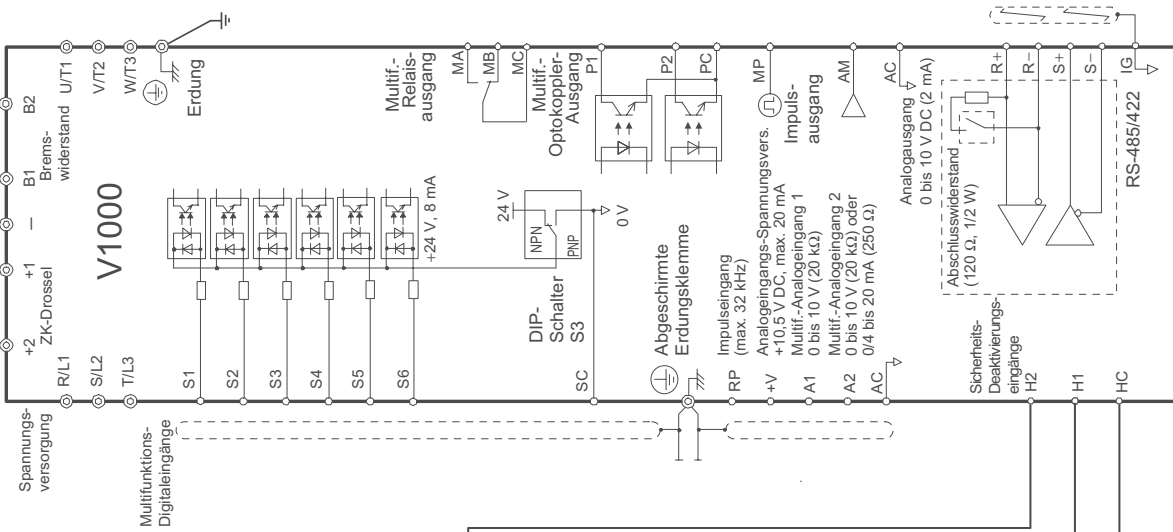 Spannungs-
versorgung
R/L1
S/L2
T/L3
+2
+1
−
B1
B2
ZK-Drossel
Brems-
widerstand
U/T1
V/T2
W/T3
Erdung
V1000
Multifunktions-
Digitaleingänge
S1
S2
S3
S4
S5
S6
+24 V, 8 mA
SC
DIP-
Schalter
S3
24 V
NPN
PNP
0 V
Multif.-
Relais-
ausgang
MA
MB
MC
Multif.-
Optokoppler-
Ausgang
P1
P2
PC
Abgeschirmte
Erdungsklemme
RP
Impulseingang
(max. 32 kHz)
+V
Analogeingangs-Spannungsvers.
+10,5 V DC, max. 20 mA
A1
Multif.-Analogeingang 1
0 bis 10 V (20 kΩ)
A2
Multif.-Analogeingang 2
0 bis 10 V (20 kΩ) oder
0/4 bis 20 mA (250 Ω)
AC
MP
Impuls-
ausgang
AM
AC
Analogausgang
0 bis 10 V DC (2 mA)
Sicherheits-
Deaktivierungs-
eingänge
H2
H1
HC
Abschlusswiderstand
(120 Ω, 1/2 W)
R+
R−
S+
S−
IG
RS-485/422